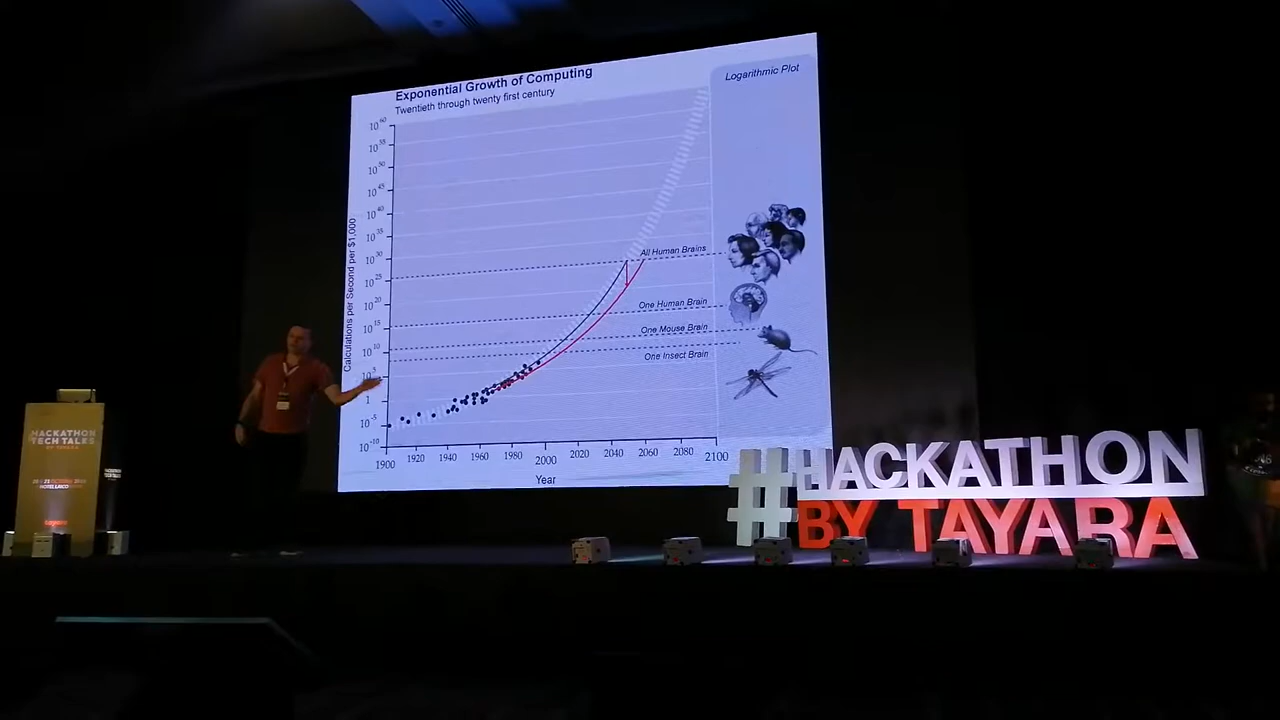 Exponential Growth of Computing
Twentieth through twenty first century
Logarithmic Plot
Calculations per Second per $1,000
10^60
10^55
10^50
10^45
10^40
10^35
10^30
10^25
10^20
10^15
10^10
10^5
1
10^-5
10^-10
All Human Brains
One Human Brain
One Mouse Brain
One Insect Brain
1900 1920 1940 1960 1980 2000 2020 2040 2060 2080 2100
Year
HACKATHON
TECH TALKS
BY TAYARA
HACKATHON
#HACKATHON
BY TAYARA